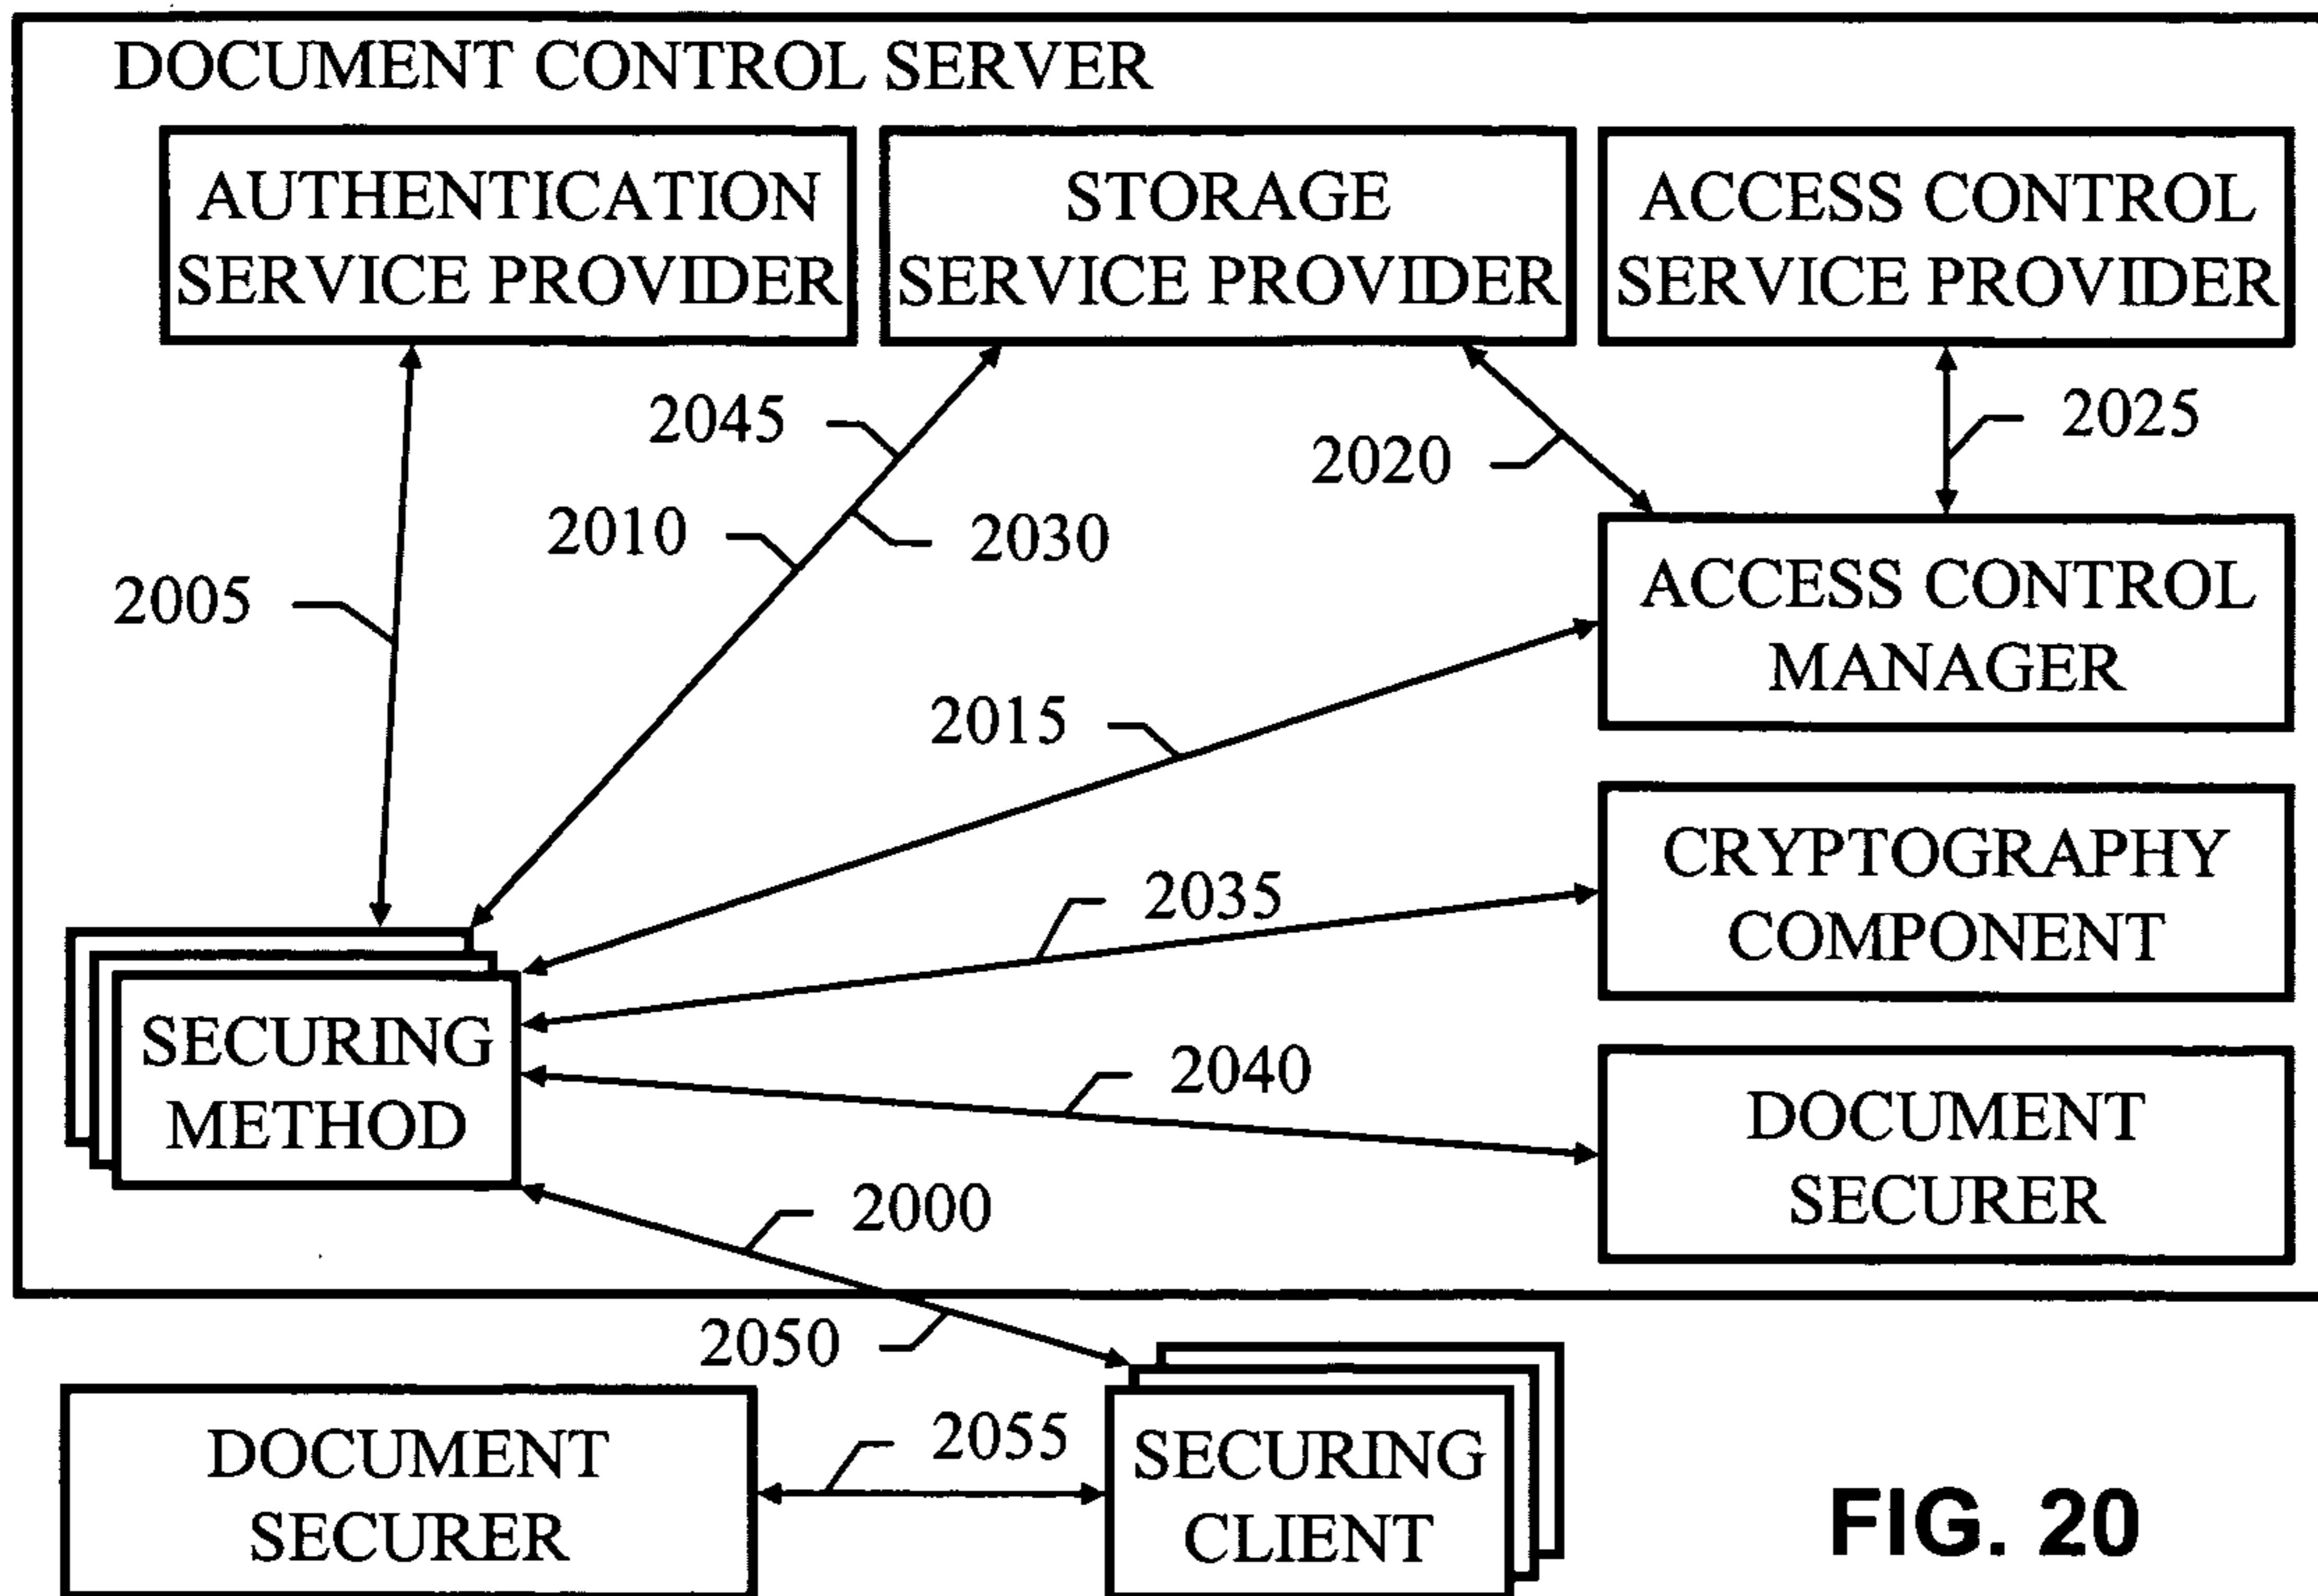 DOCUMENT CONTROL SERVER
AUTHENTICATION
SERVICE PROVIDER
STORAGE
SERVICE PROVIDER
ACCESS CONTROL
SERVICE PROVIDER
2045
2020
2025
2010
2030
2005
ACCESS CONTROL
MANAGER
2015
CRYPTOGRAPHY
COMPONENT
2035
SECURING
METHOD
2040
DOCUMENT
SECURER
2000
2050
DOCUMENT
SECURER
2055
SECURING
CLIENT
FIG. 20